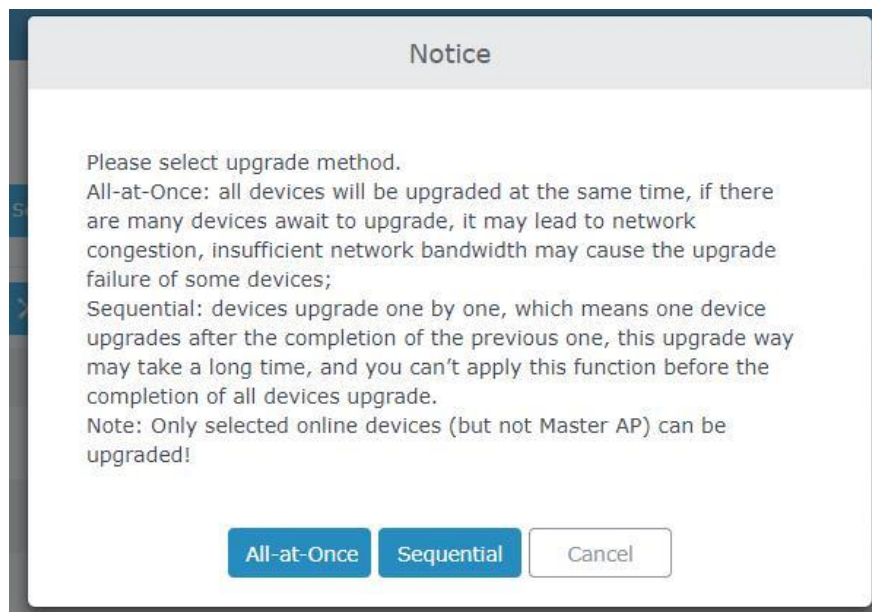 Notice
Please select upgrade method.
All-at-Once: all devices will be upgraded at the same time, if there
are many devices await to upgrade, it may lead to network
congestion, insufficient network bandwidth may cause the upgrade
failure of some devices;
Sequential: devices upgrade one by one, which means one device
upgrades after the completion of the previous one, this upgrade way
may take a long time, and you can’t apply this function before the
completion of all devices upgrade.
Note: Only selected online devices (but not Master AP) can be
upgraded!
All-at-Once Sequential Cancel